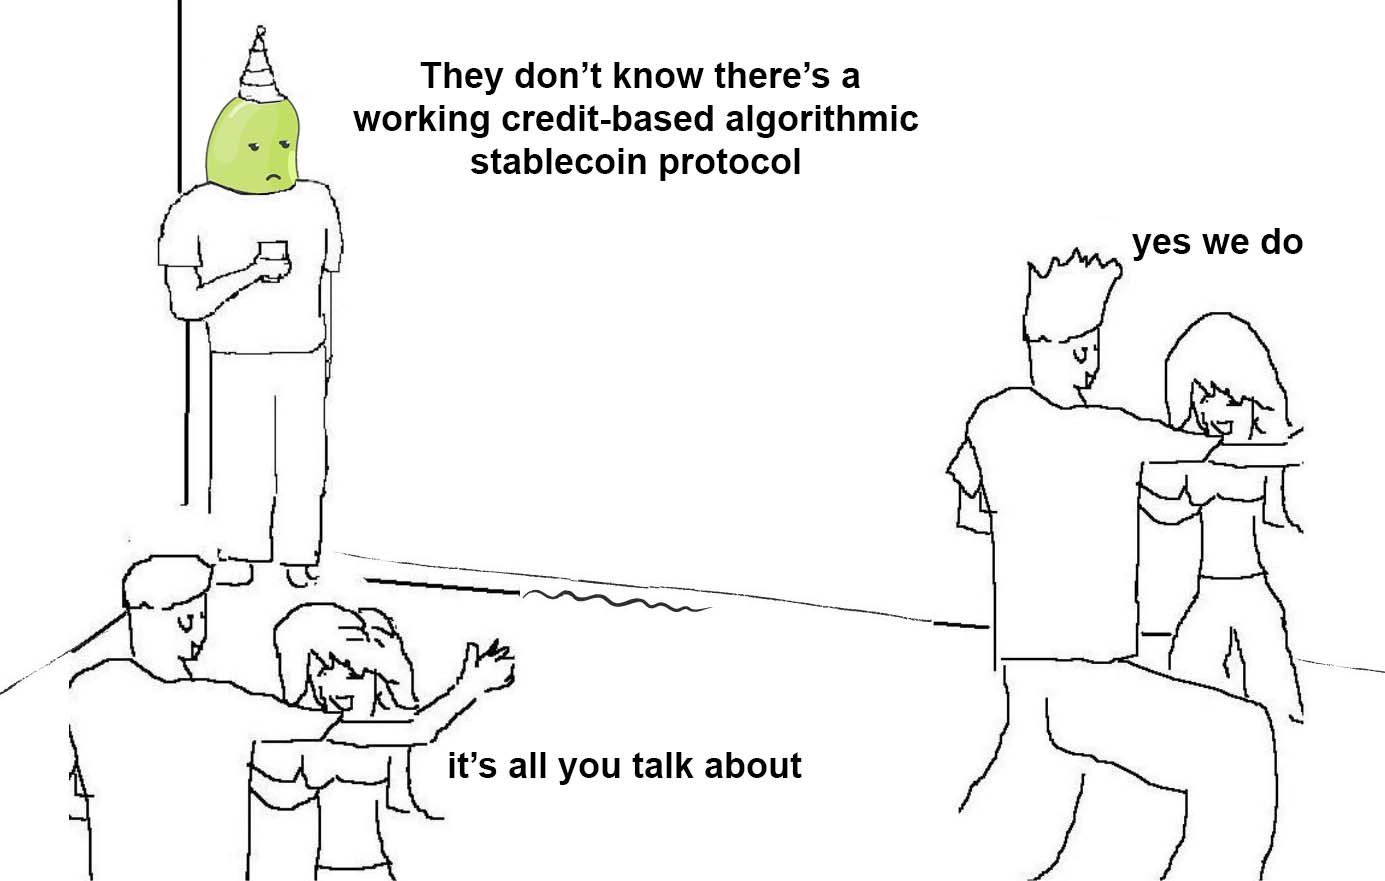 They don’t know there’s a
working credit-based algorithmic
stablecoin protocol
yes we do
it’s all you talk about